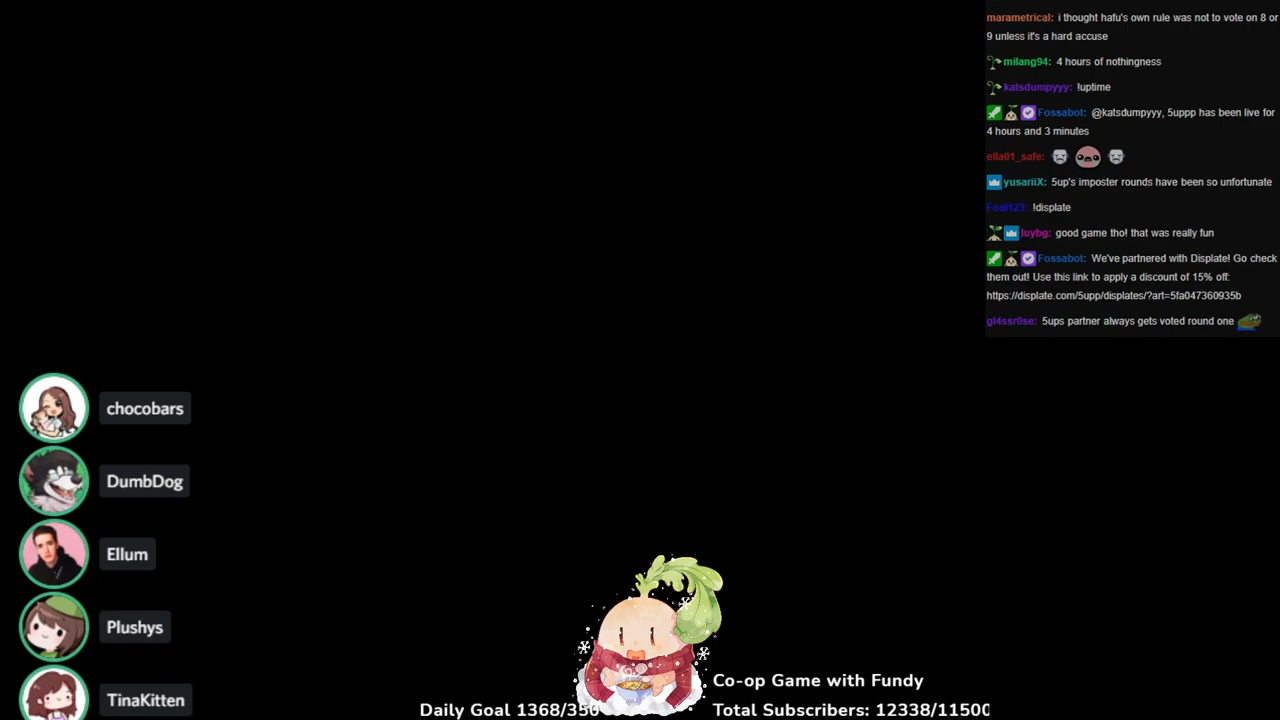 marametrical: i thought hafu's own rule was not to vote on 8 or
9 unless it's a hard accuse
milang94: 4 hours of nothingness
katsdumpyyy: !uptime
Fossabot: @katsdumpyyy, 5uppp has been live for
4 hours and 3 minutes
ella01_safe:
yusariiX: 5up's imposter rounds have been so unfortunate
Foal123: !displate
luybg: good game tho! that was really fun
Fossabot: We've partnered with Displate! Go check
them out! Use this link to apply a discount of 15% off:
https://displate.com/5upp/displates/?art=5fa047360935b
gl4ssr0se: 5ups partner always gets voted round one
chocobars
DumbDog
Ellum
Plushys
TinaKitten
Co-op Game with Fundy
Daily Goal 1368/350
Total Subscribers: 12338/11500